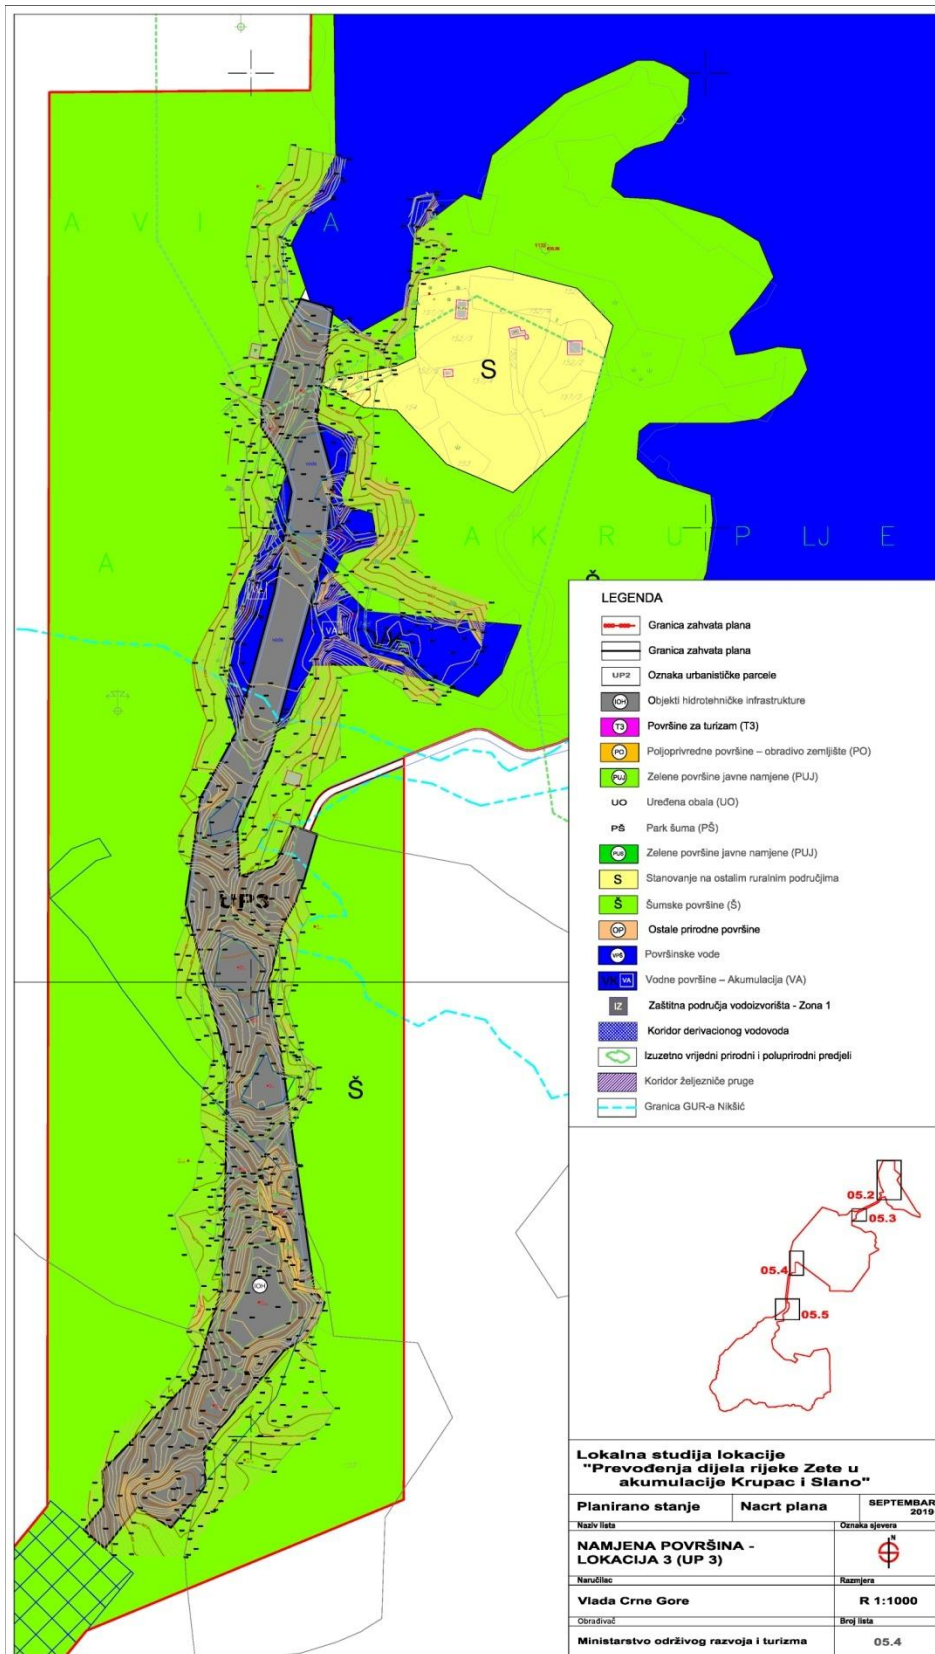 A V I A
S
A K R U P LJ E
A
Š
VA
UP3
Š
IOH
LEGENDA
Granica zahvata plana
Granica zahvata plana
UP2 Oznaka urbanističke parcele
IOH Objekti hidrotehničke infrastrukture
T3 Površine za turizam (T3)
PO Poljoprivredne površine – obradivo zemljište (PO)
PUJ Zelene površine javne namjene (PUJ)
UO Uređena obala (UO)
PŠ Park šuma (PŠ)
Zelene površine javne namjene (PUJ)
S Stanovanje na ostalim ruralnim područjima
Š Šumske površine (Š)
OP Ostale prirodne površine
VPŠ Površinske vode
VA Vodne površine – Akumulacija (VA)
IZ Zaštitna područja vodoizvorišta - Zona 1
Koridor derivacionog vodovoda
Izuzetno vrijedni prirodni i poluprirodni predjeli
Koridor željezniče pruge
Granica GUR-a Nikšić
05.2
05.3
05.4
05.5
Lokalna studija lokacije
"Prevođenja dijela rijeke Zete u
akumulacije Krupac i Slano"
Planirano stanje Nacrt plana SEPTEMBAR
2019
Naziv lista Oznaka sjevera
NAMJENA POVRŠINA -
LOKACIJA 3 (UP 3)
N
Naručilac Razmjera
Vlada Crne Gore R 1:1000
Obrađivač Broj lista
Ministarstvo održivog razvoja i turizma 05.4